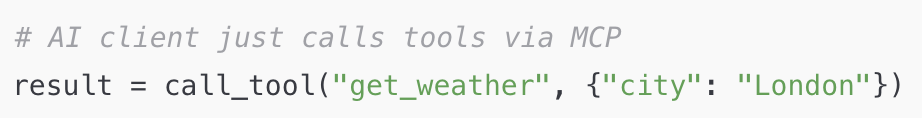 # AI client just calls tools via MCP
result = call_tool("get_weather", {"city": "London"})